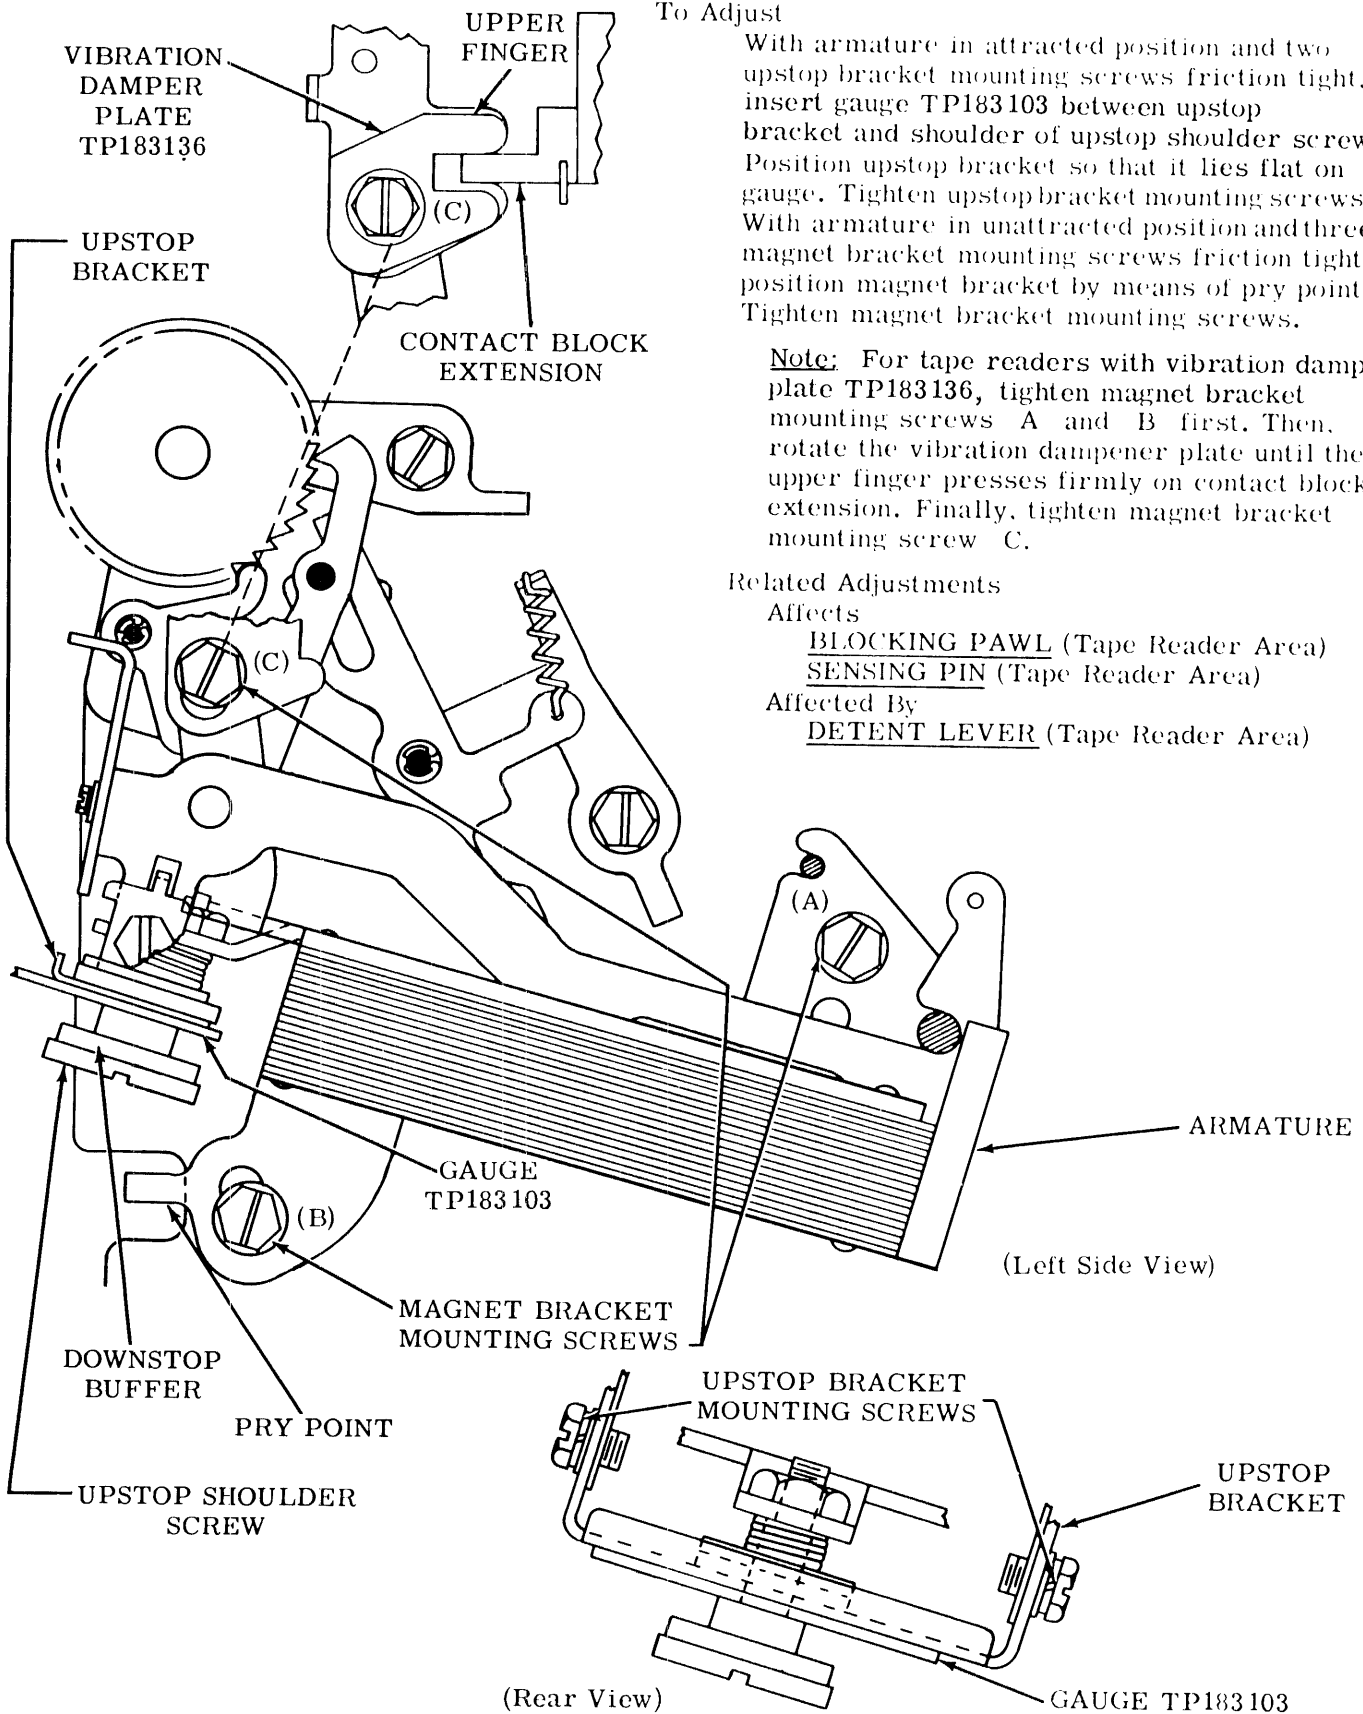 To Adjust
With armature in attracted position and two
upstop bracket mounting screws friction tight,
insert gauge TP183103 between upstop
bracket and shoulder of upstop shoulder screw
Position upstop bracket so that it lies flat on
gauge. Tighten upstop bracket mounting screws
With armature in unattracted position and three
magnet bracket mounting screws friction tight
position magnet bracket by means of pry point
Tighten magnet bracket mounting screws.
Note: For tape readers with vibration damp
plate TP183136, tighten magnet bracket
mounting screws A and B first. Then,
rotate the vibration dampener plate until the
upper finger presses firmly on contact block
extension. Finally, tighten magnet bracket
mounting screw C.
Related Adjustments
Affects
BLOCKING PAWL (Tape Reader Area)
SENSING PIN (Tape Reader Area)
Affected By
DETENT LEVER (Tape Reader Area)
UPPER
FINGER
VIBRATION
DAMPER
PLATE
TP183136
(C)
UPSTOP
BRACKET
CONTACT BLOCK
EXTENSION
(C)
(A)
ARMATURE
GAUGE
TP183103
(B)
(Left Side View)
MAGNET BRACKET
MOUNTING SCREWS
DOWNSTOP
BUFFER
PRY POINT
UPSTOP SHOULDER
SCREW
UPSTOP BRACKET
MOUNTING SCREWS
UPSTOP
BRACKET
(Rear View)
GAUGE TP183103